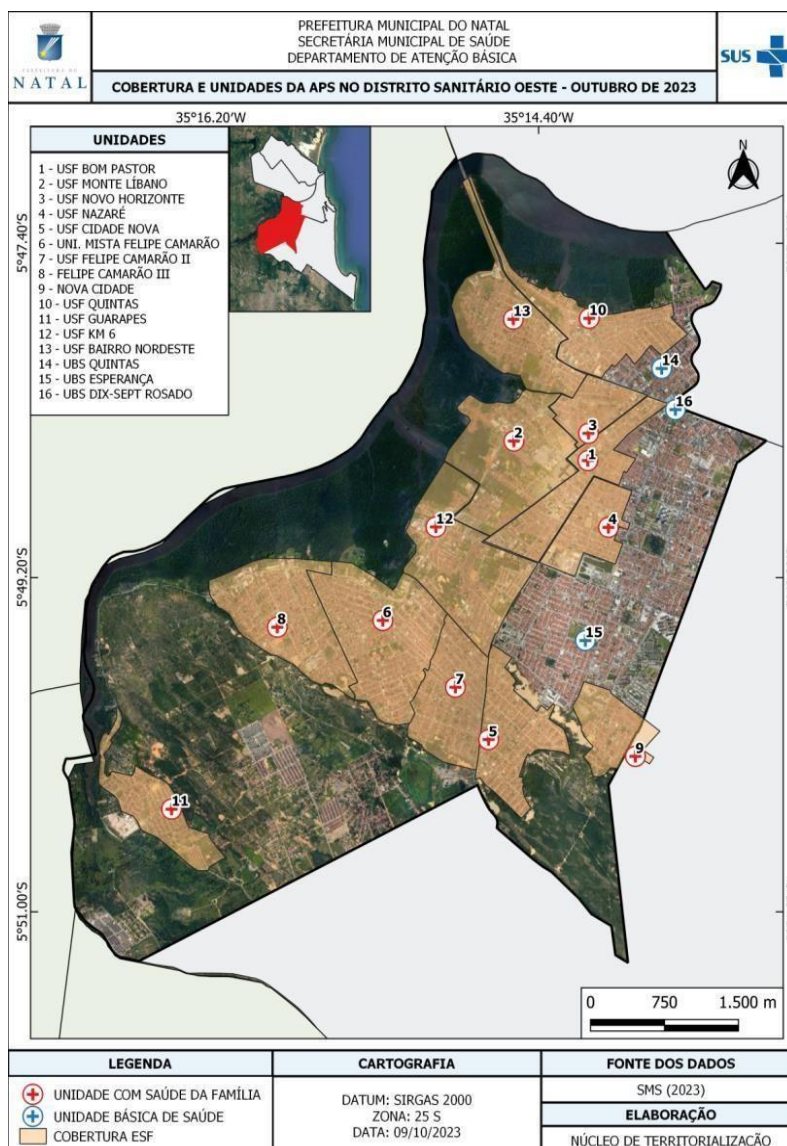 PREFEITURA MUNICIPAL DO NATAL
SECRETÁRIA MUNICIPAL DE SAÚDE
DEPARTAMENTO DE ATENÇÃO BÁSICA
NATAL
SUS
COBERTURA E UNIDADES DA APS NO DISTRITO SANITÁRIO OESTE - OUTUBRO DE 2023
35°16.20'W
35°14.40'W
UNIDADES
1 - USF BOM PASTOR
2 - USF MONTE LÍBANO
3 - USF NOVO HORIZONTE
4 - USF NAZARÉ
5 - USF CIDADE NOVA
6 - UNI. MISTA FELIPE CAMARÃO
7 - USF FELIPE CAMARÃO II
8 - FELIPE CAMARÃO III
9 - NOVA CIDADE
10 - USF QUINTAS
11 - USF GUARAPES
12 - USF KM 6
13 - USF BAIRRO NORDESTE
14 - UBS QUINTAS
15 - UBS ESPERANÇA
16 - UBS DIX-SEPT ROSADO
N
5°47.40'S
5°49.20'S
5°51.00'S
13
10
14
16
3
2
1
12
4
6
8
15
7
5
9
11
0 750 1.500 m
LEGENDA
UNIDADE COM SAÚDE DA FAMÍLIA
UNIDADE BÁSICA DE SAÚDE
COBERTURA ESF
CARTOGRAFIA
DATUM: SIRGAS 2000
ZONA: 25 S
DATA: 09/10/2023
FONTE DOS DADOS
SMS (2023)
ELABORAÇÃO
NÚCLEO DE TERRITORIALIZAÇÃO